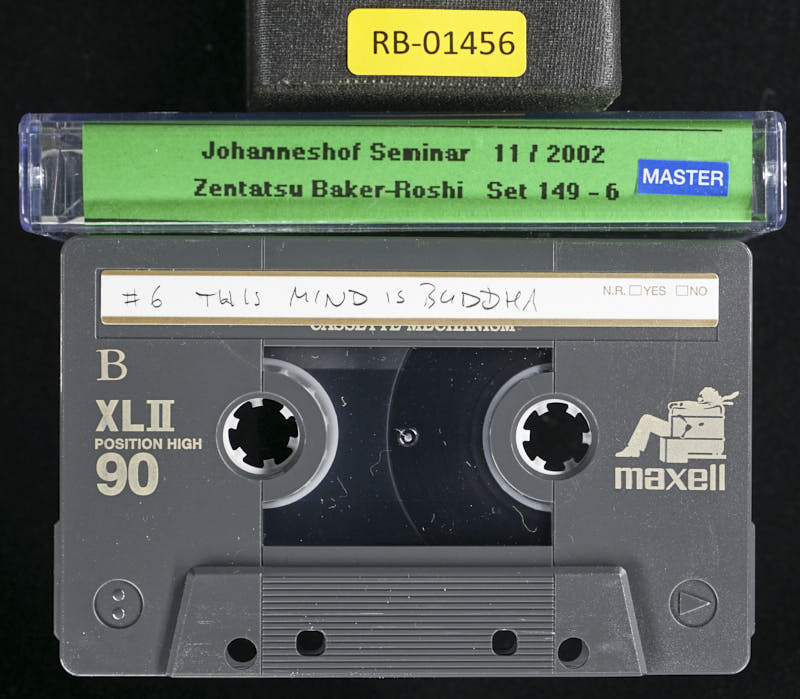 RB-01456
Johanneshof Seminar 11 / 2002
Zentatsu Baker-Roshi Set 149 - 6
MASTER
#6 THIS MIND IS BUDDHA
N.R. YES NO
CASSETTE MECHANISM
B
XLII
POSITION HIGH
90
maxell